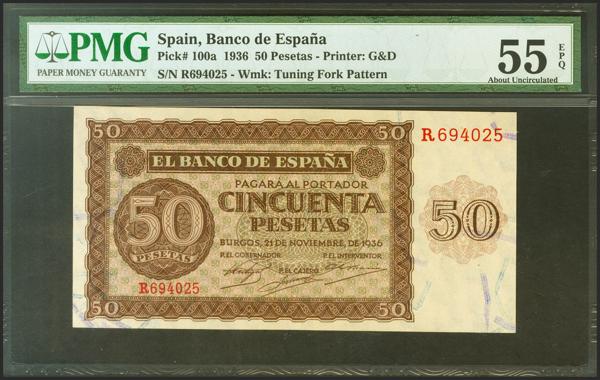 PMG
PAPER MONEY GUARANTY
Spain, Banco de España
Pick# 100a 1936 50 Pesetas - Printer: G&D
S/N R694025 - Wmk: Tuning Fork Pattern
55 EPQ
About Uncirculated
50 50
R694025
EL BANCO DE ESPAÑA
PAGARÁ AL PORTADOR
CINCUENTA
PESETAS
50
PESETAS
50
BURGOS, 21 DE NOVIEMBRE, DE 1936
P. EL GOBERNADOR P. EL INTERVENTOR
P. EL CAJERO
R694025
50 50